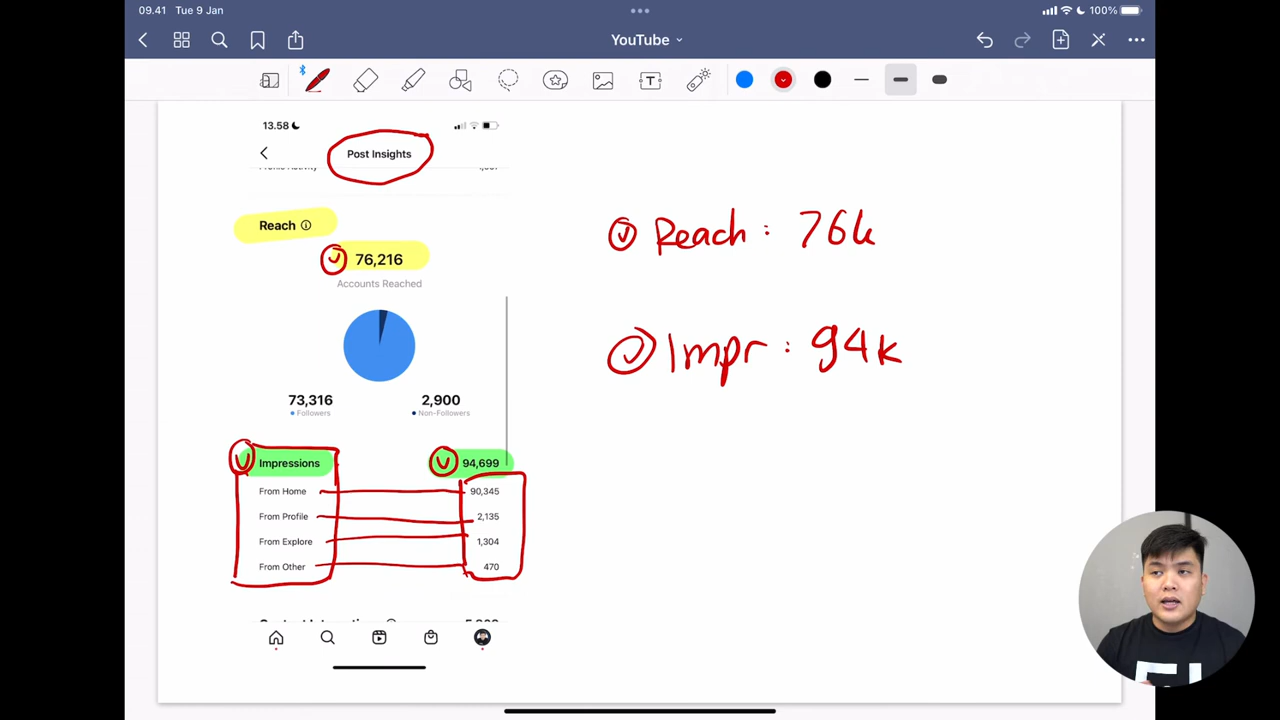 09.41 Tue 9 Jan
100%
YouTube
T
13.58
Post Insights
Reach
76,216
Accounts Reached
73,316
Followers
2,900
Non-Followers
Impressions 94,699
From Home 90,345
From Profile 2,135
From Explore 1,304
From Other 470
Reach : 76k
Impr : 94k